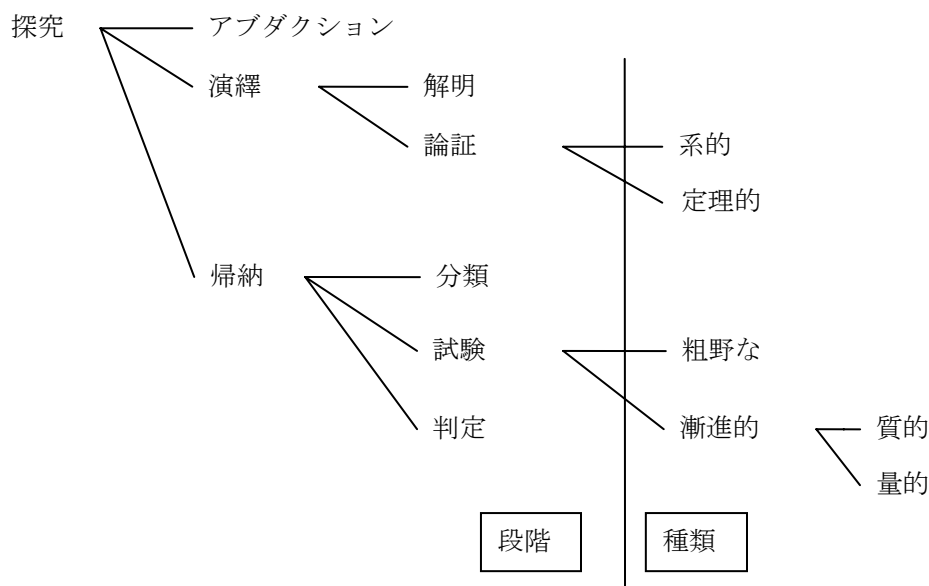 探究
アブダクション
演繹
解明
論証
系的
定理的
帰納
分類
試験
粗野な
判定
漸進的
質的
量的
段階
種類